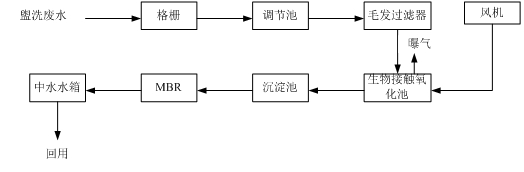 盥洗废水
格栅
调节池
毛发过滤器
风机
曝气
中水水箱
MBR
沉淀池
生物接触氧
化池
回用